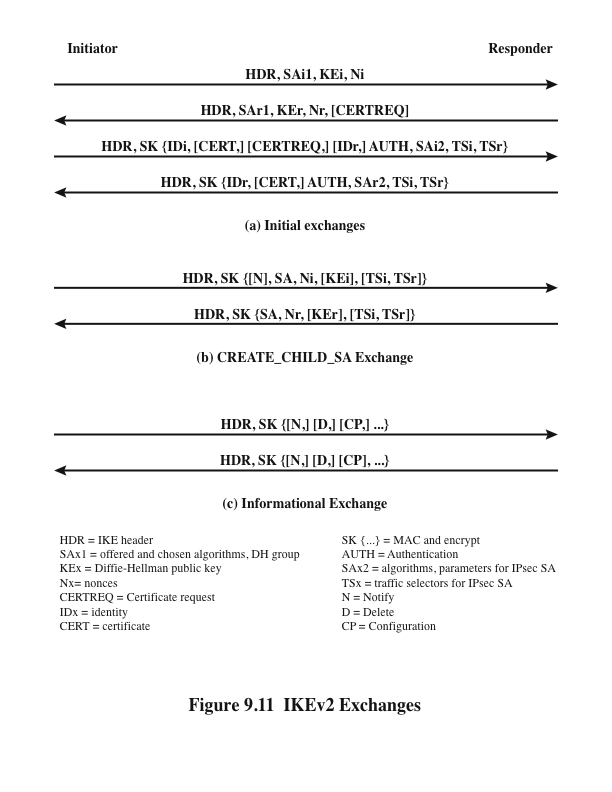 Initiator Responder
HDR, SAi1, KEi, Ni
HDR, SAr1, KEr, Nr, [CERTREQ]
HDR, SK {IDi, [CERT,] [CERTREQ,] [IDr,] AUTH, SAi2, TSi, TSr}
HDR, SK {IDr, [CERT,] AUTH, SAr2, TSi, TSr}
(a) Initial exchanges
HDR, SK {[N], SA, Ni, [KEi], [TSi, TSr]}
HDR, SK {SA, Nr, [KEr], [TSi, TSr]}
(b) CREATE_CHILD_SA Exchange
HDR, SK {[N,] [D,] [CP,] ...}
HDR, SK {[N,] [D,] [CP], ...}
(c) Informational Exchange
HDR = IKE header
SAx1 = offered and chosen algorithms, DH group
KEx = Diffie-Hellman public key
Nx= nonces
CERTREQ = Certificate request
IDx = identity
CERT = certificate
SK {...} = MAC and encrypt
AUTH = Authentication
SAx2 = algorithms, parameters for IPsec SA
TSx = traffic selectors for IPsec SA
N = Notify
D = Delete
CP = Configuration
Figure 9.11 IKEv2 Exchanges